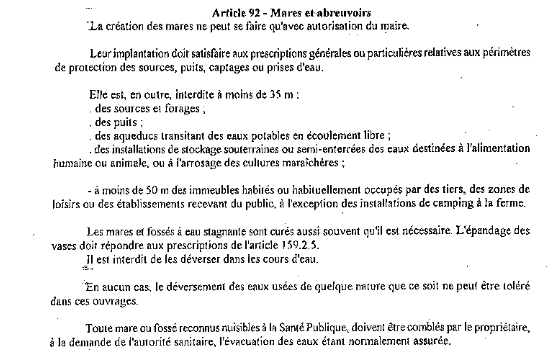 Article 92 - Mares et abreuvoirs
La création des mares ne peut se faire qu'avec autorisation du maire.
Leur implantation doit satisfaire aux prescriptions générales ou particulières relatives aux périmètres
de protection des sources, puits, captages ou prises d'eau.
Elle est, en outre, interdite à moins de 35 m :
. des sources et forages ;
. des puits ;
. des aqueducs transitant des eaux potables en écoulement libre ;
. des installations de stockage souterraines ou semi-enterrées des eaux destinées à l'alimentation
humaine ou animale, ou à l'arrosage des cultures maraîchères ;
- à moins de 50 m des immeubles habités ou habituellement occupés par des tiers, des zones de
loisirs ou des établissements recevant du public, à l'exception des installations de camping à la ferme.
Les mares et fossés à eau stagnante sont curés aussi souvent qu'il est nécessaire. L'épandage des
vases doit répondre aux prescriptions de l'article 159.2.5.
Il est interdit de les déverser dans les cours d'eau.
En aucun cas, le déversement des eaux usées de quelque nature que ce soit ne peut être toléré
dans ces ouvrages.
Toute mare ou fossé reconnus nuisibles à la Santé Publique, doivent être comblés par le propriétaire,
à la demande de l'autorité sanitaire, l'évacuation des eaux étant normalement assurée.